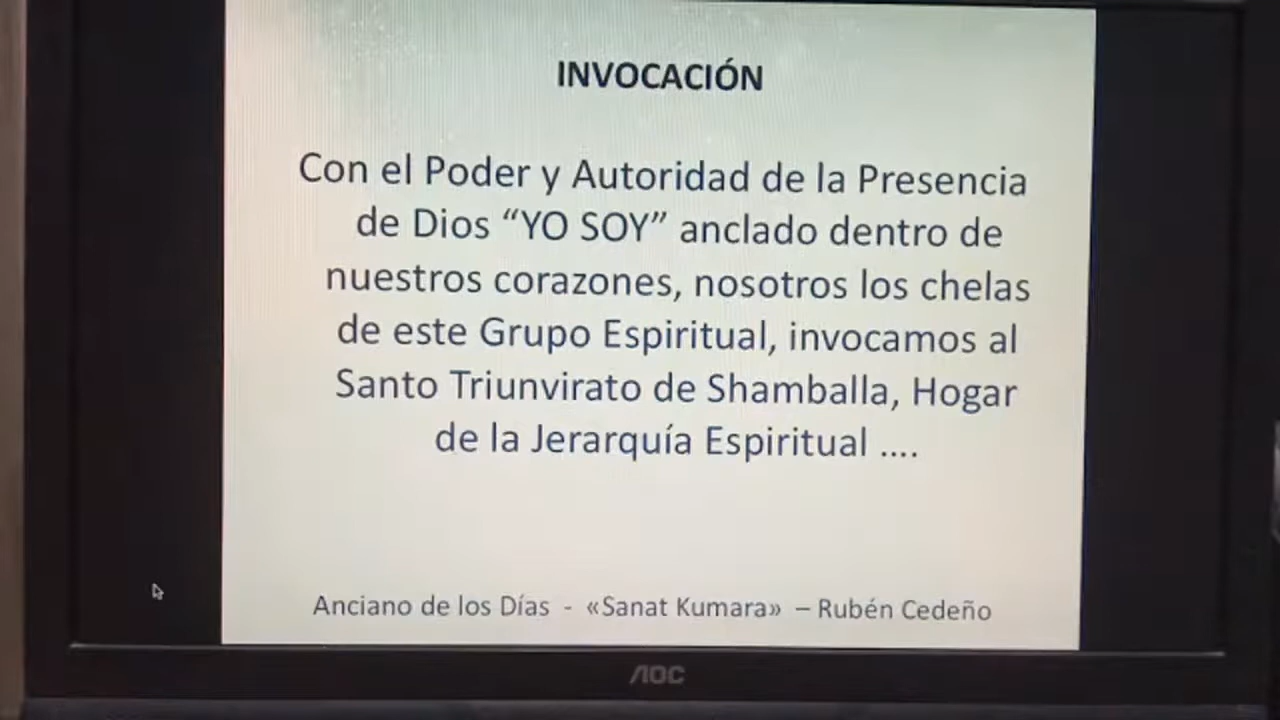 INVOCACIÓN
Con el Poder y Autoridad de la Presencia
de Dios “YO SOY” anclado dentro de
nuestros corazones, nosotros los chelas
de este Grupo Espiritual, invocamos al
Santo Triunvirato de Shamballa, Hogar
de la Jerarquía Espiritual ....
Anciano de los Días - «Sanat Kumara» – Rubén Cedeño
AOC